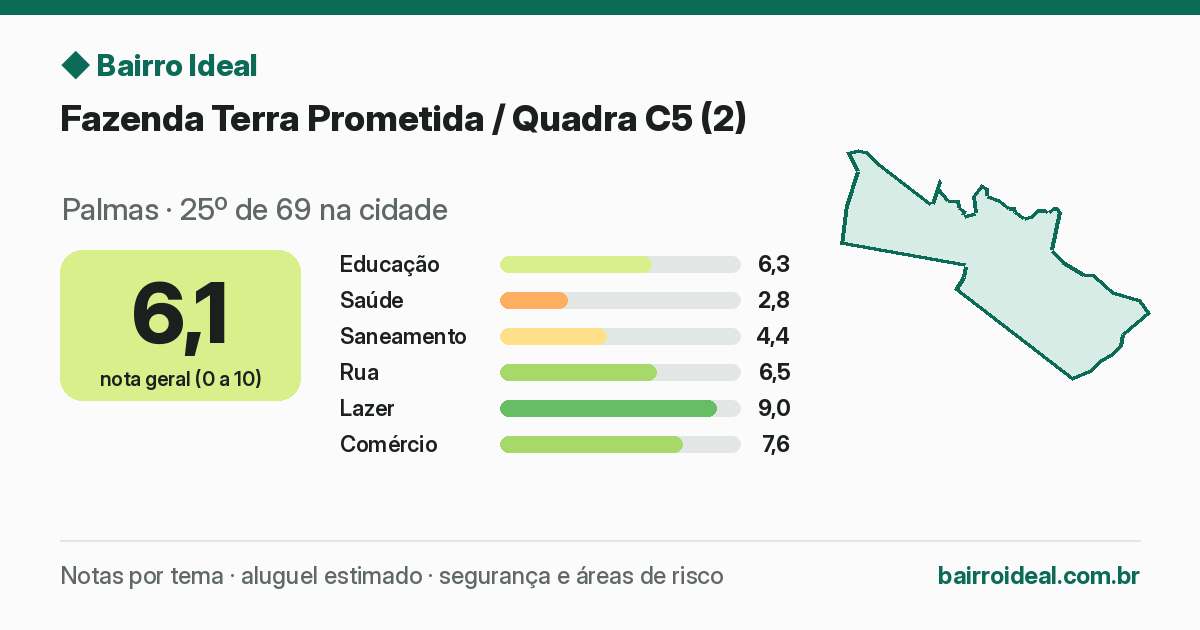 Bairro Ideal
Fazenda Terra Prometida / Quadra C5 (2)
Palmas · 25º de 69 na cidade
6,1
nota geral (0 a 10)
Educação 6,3
Saúde 2,8
Saneamento 4,4
Rua 6,5
Lazer 9,0
Comércio 7,6
Notas por tema · aluguel estimado · segurança e áreas de risco
bairroideal.com.br